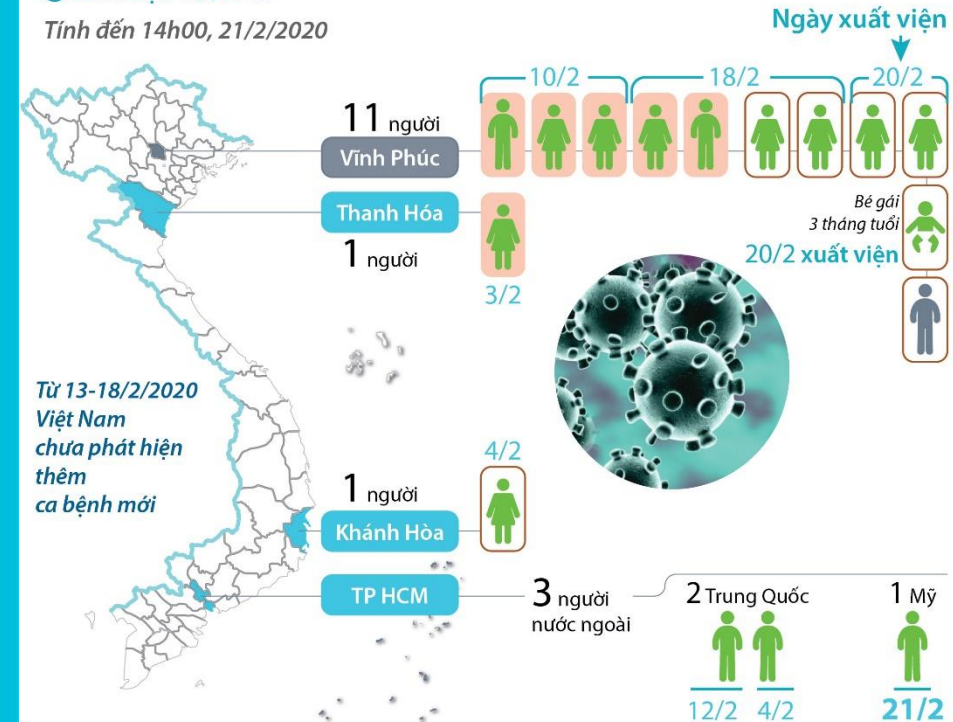 Tính đến 14h00, 21/2/2020
Ngày xuất viện
10/2
18/2
20/2
11 người
Vĩnh Phúc
Thanh Hóa
1 người
3/2
Bé gái
3 tháng tuổi
20/2 xuất viện
Từ 13-18/2/2020
Việt Nam
chưa phát hiện
thêm
ca bệnh mới
4/2
1 người
Khánh Hòa
TP HCM
3 người
nước ngoài
2 Trung Quốc
1 Mỹ
12/2
4/2
21/2